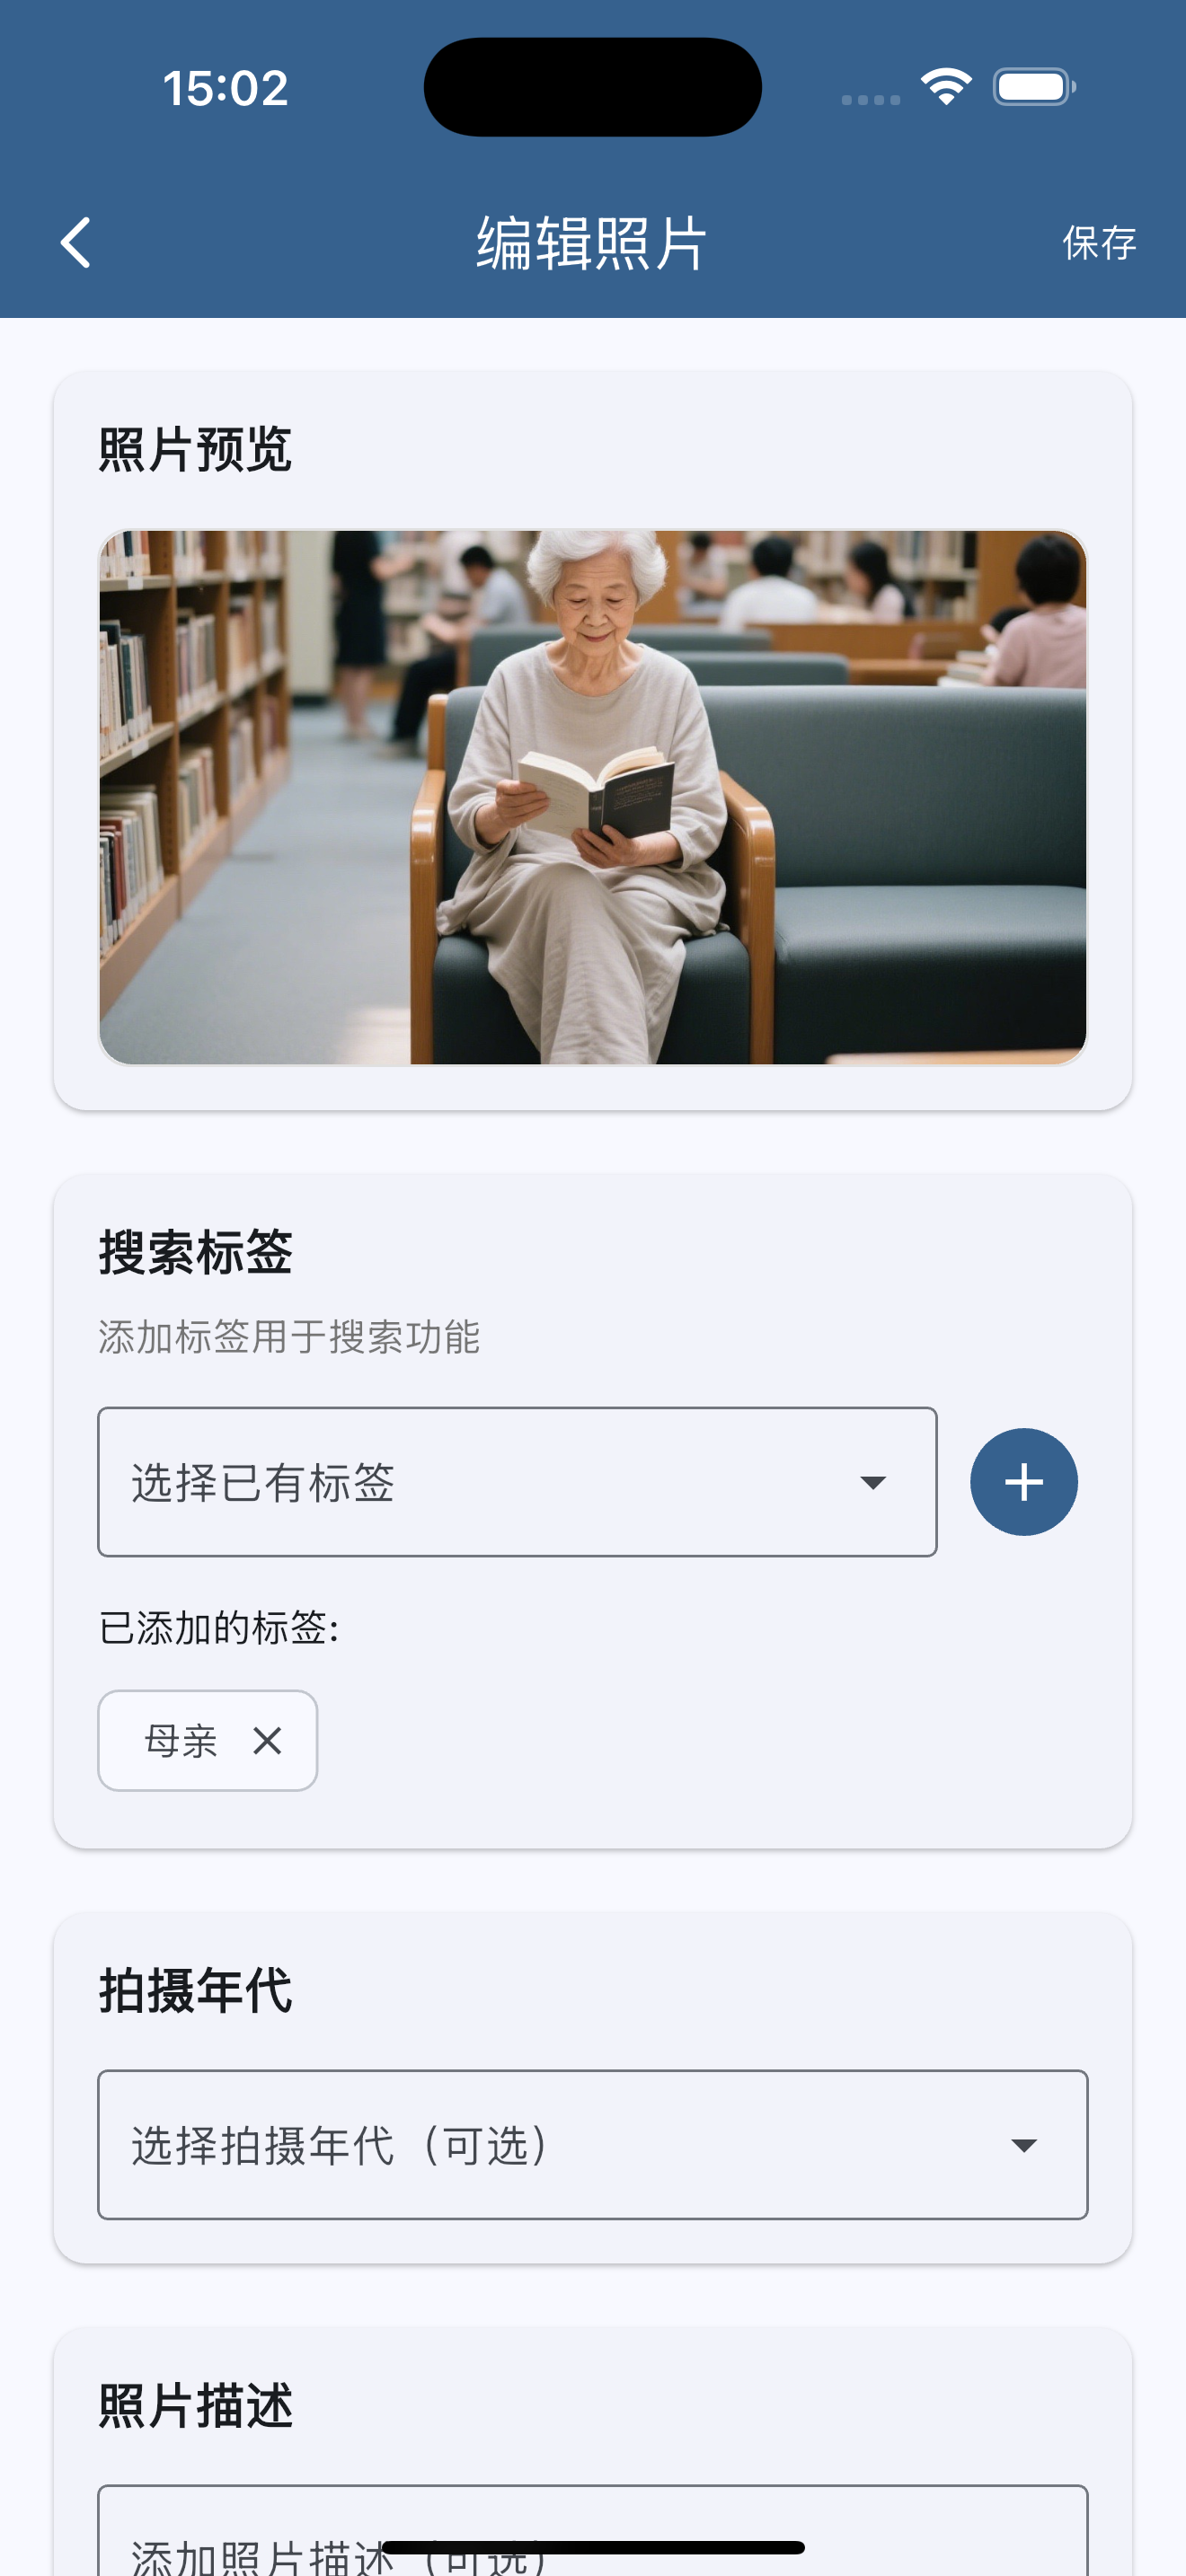 15:02
编辑照片
保存
照片预览
搜索标签
添加标签用于搜索功能
选择已有标签
已添加的标签:
母亲
拍摄年代
选择拍摄年代（可选）
照片描述
添加照片描述（可选）